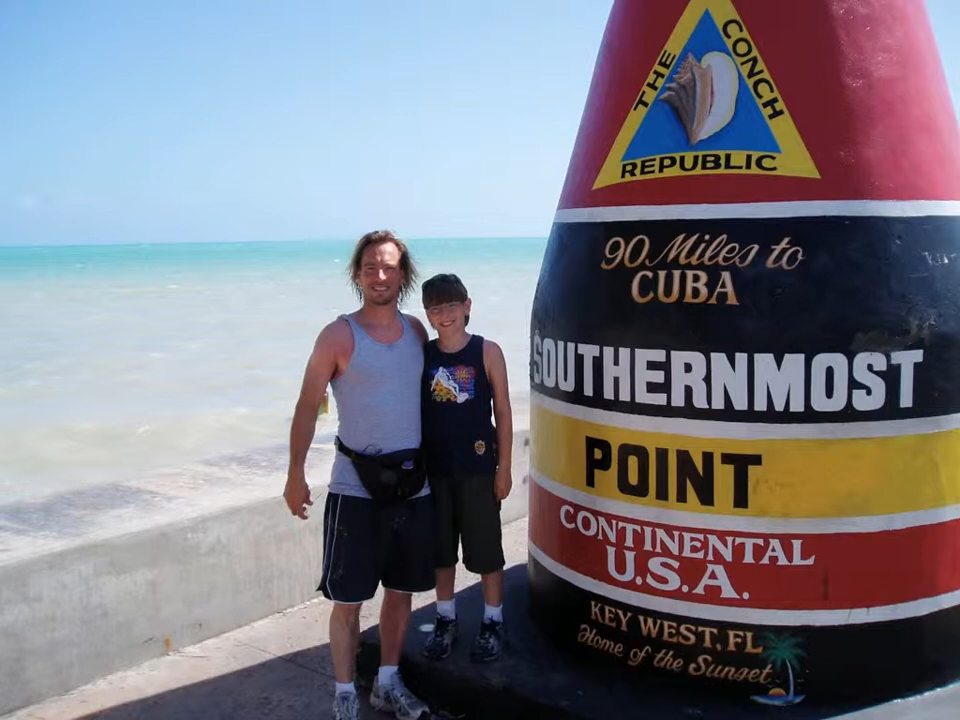 THE CONCH
REPUBLIC
90 Miles to
CUBA
SOUTHERNMOST
POINT
CONTINENTAL
U.S.A.
KEY WEST, FL
Home of the Sunset